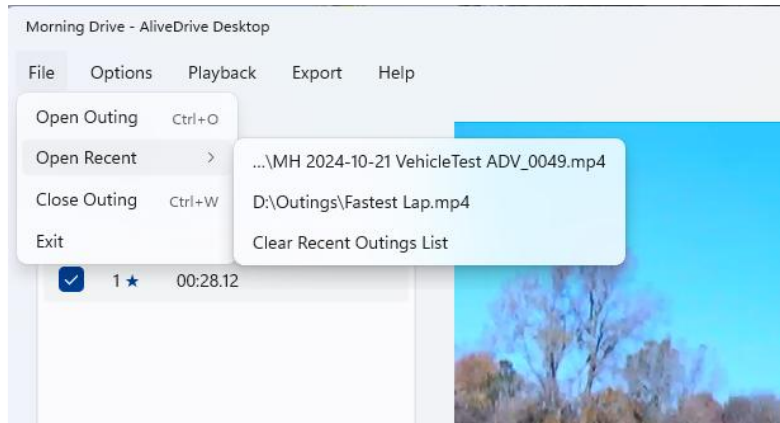 Morning Drive - AliveDrive Desktop
File Options Playback Export Help
Open Outing Ctrl+O
Open Recent >
...\MH 2024-10-21 VehicleTest ADV_0049.mp4
Close Outing Ctrl+W
D:\Outings\Fastest Lap.mp4
Exit
Clear Recent Outings List
1★ 00:28.12